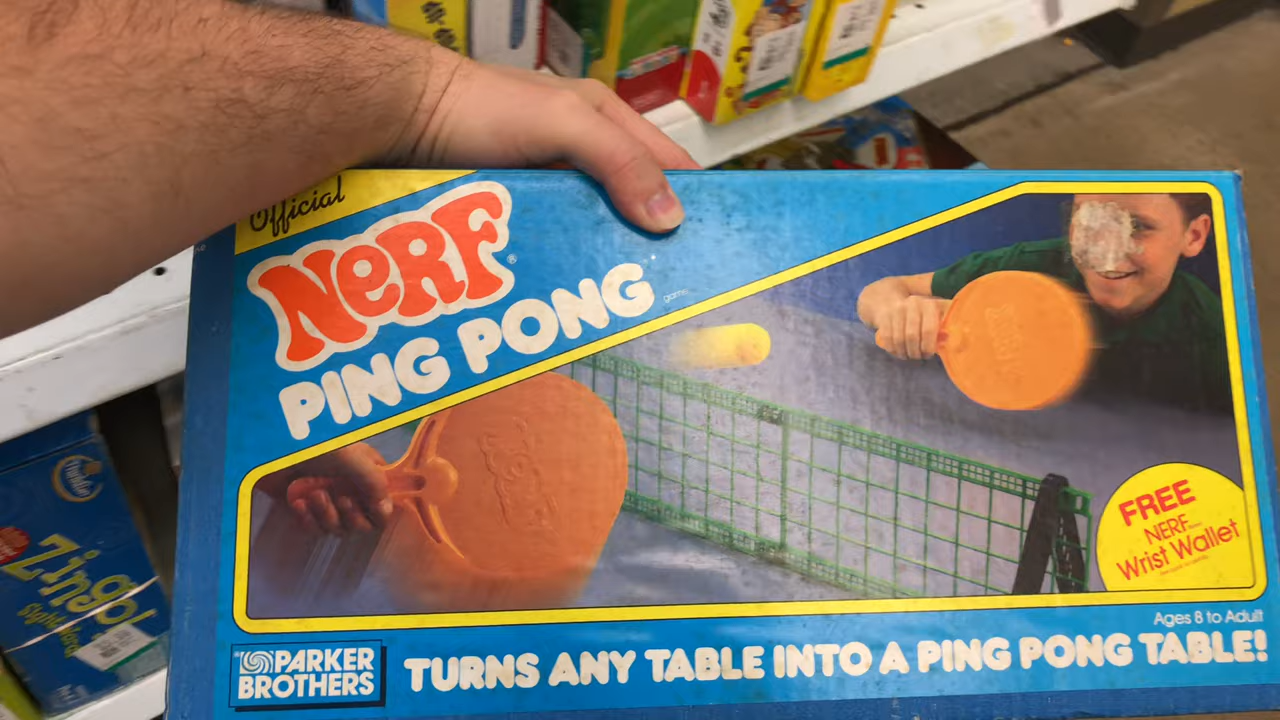 Official
NeRF®
PING PONG
game
FREE
NERF
Wrist Wallet
Ages 8 to Adult
PARKER
BROTHERS
TURNS ANY TABLE INTO A PING PONG TABLE!
Zingo!